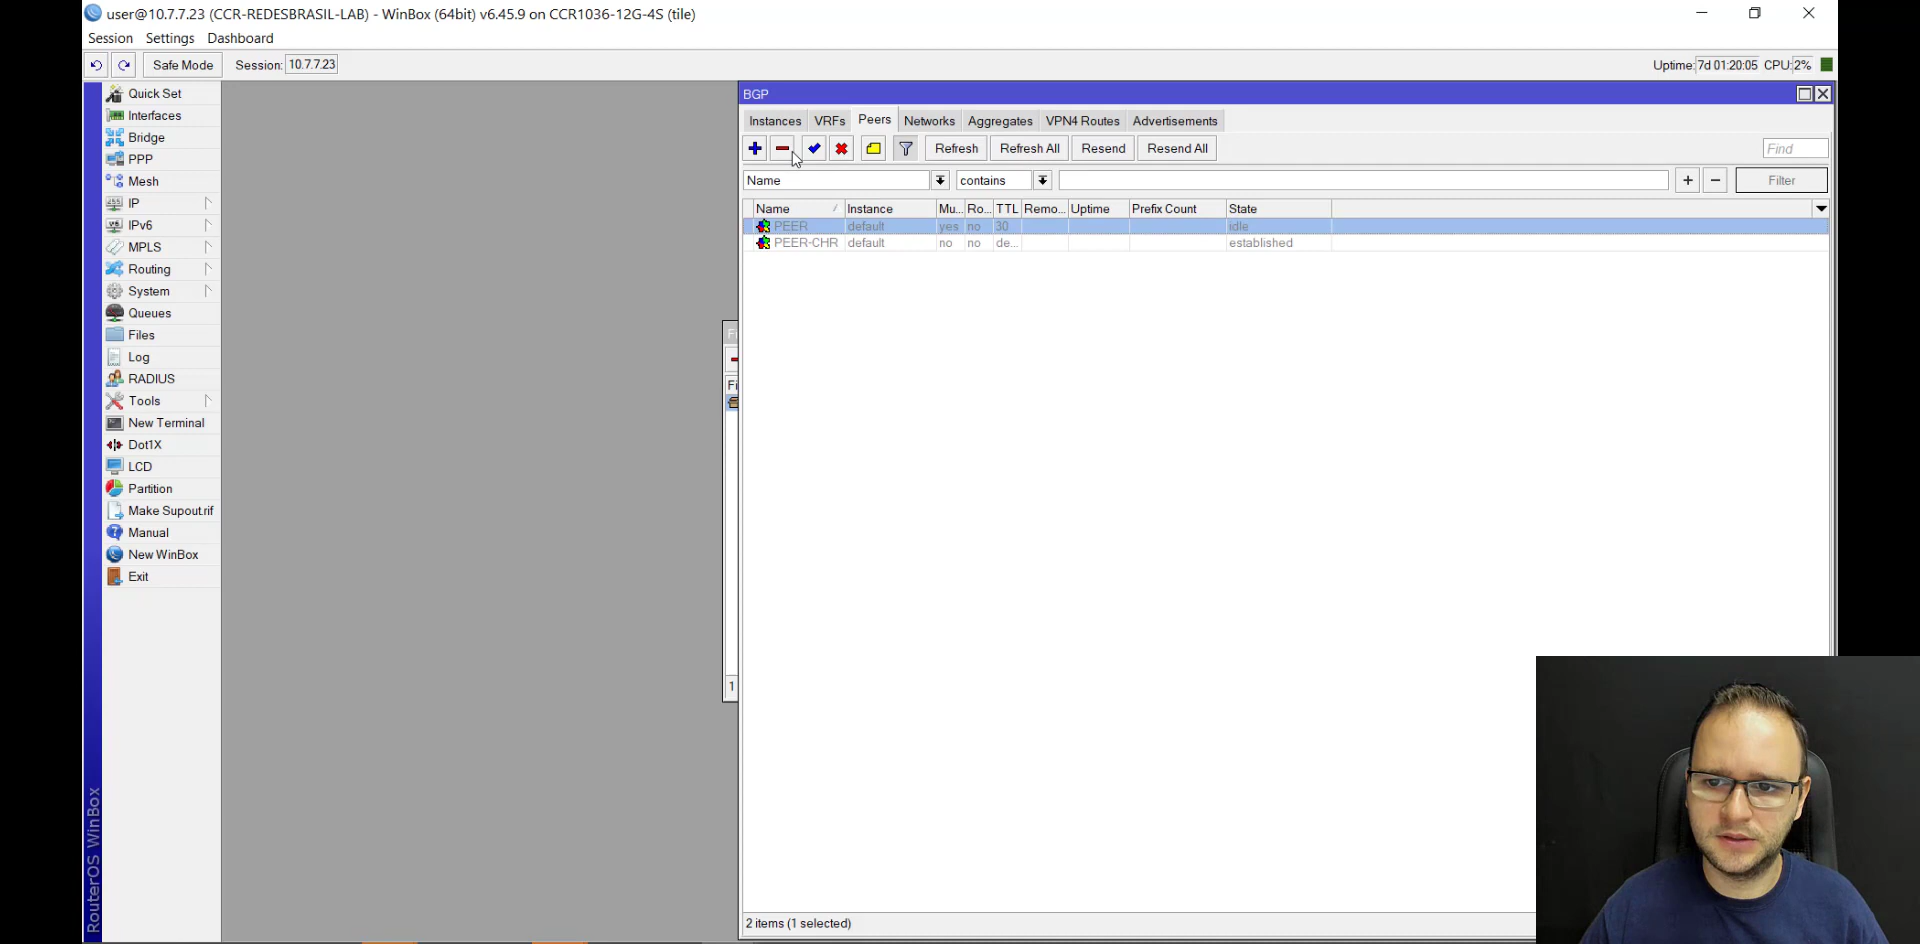 user@10.7.7.23 (CCR-REDESBRASIL-LAB) - WinBox (64bit) v6.45.9 on CCR1036-12G-4S (tile)
Session Settings Dashboard
Safe Mode Session: 10.7.7.23 Uptime: 7d 01:20:05 CPU: 2%
Quick Set
Interfaces
Bridge
PPP
Mesh
IP
IPv6
MPLS
Routing
System
Queues
Files
Log
RADIUS
Tools
New Terminal
Dot1X
LCD
Partition
Make Supout.rif
Manual
New WinBox
Exit
RouterOS WinBox
BGP
Instances VRFs Peers Networks Aggregates VPN4 Routes Advertisements
Refresh Refresh All Resend Resend All Find
Name contains Filter
Name Instance Mu... Ro... TTL Remo... Uptime Prefix Count State
PEER default yes no 30 idle
PEER-CHR default no no de... established
2 items (1 selected)
Fi
1